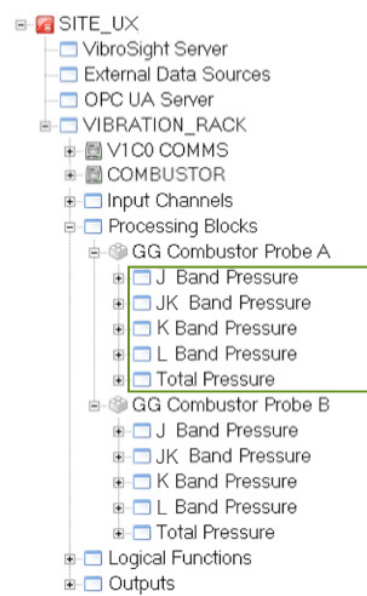 SITE_UX
VibroSight Server
External Data Sources
OPC UA Server
VIBRATION_RACK
V1C0 COMMS
COMBUSTOR
Input Channels
Processing Blocks
GG Combustor Probe A
J Band Pressure
JK Band Pressure
K Band Pressure
L Band Pressure
Total Pressure
GG Combustor Probe B
J Band Pressure
JK Band Pressure
K Band Pressure
L Band Pressure
Total Pressure
Logical Functions
Outputs